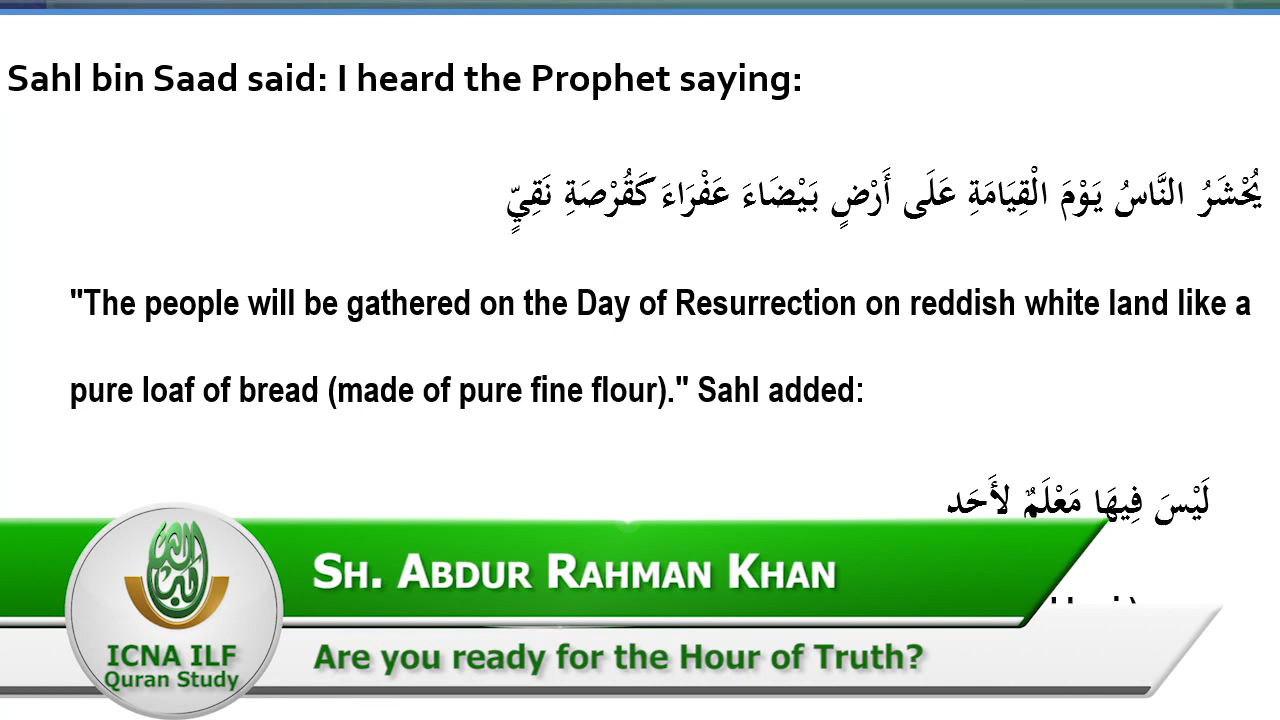 Sahl bin Saad said: I heard the Prophet saying:
يُحْشَرُ النَّاسُ يَوْمَ الْقِيَامَةِ عَلَى أَرْضٍ بَيْضَاءَ عَفْرَاءَ كَقُرْصَةِ نَقِيٍّ
"The people will be gathered on the Day of Resurrection on reddish white land like a
pure loaf of bread (made of pure fine flour)." Sahl added:
لَيْسَ فِيهَا مَعْلَمٌ لأَحَد
SH. ABDUR RAHMAN KHAN
Are you ready for the Hour of Truth?
ICNA ILF
Quran Study